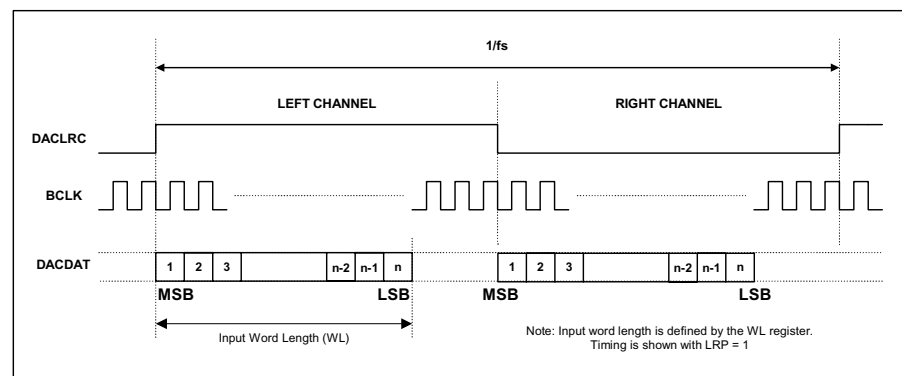 1/fs
LEFT CHANNEL
RIGHT CHANNEL
DACLRC
BCLK
DACDAT
1 2 3 n-2 n-1 n
1 2 3 n-2 n-1 n
MSB LSB MSB LSB
Input Word Length (WL)
Note: Input word length is defined by the WL register.
Timing is shown with LRP = 1